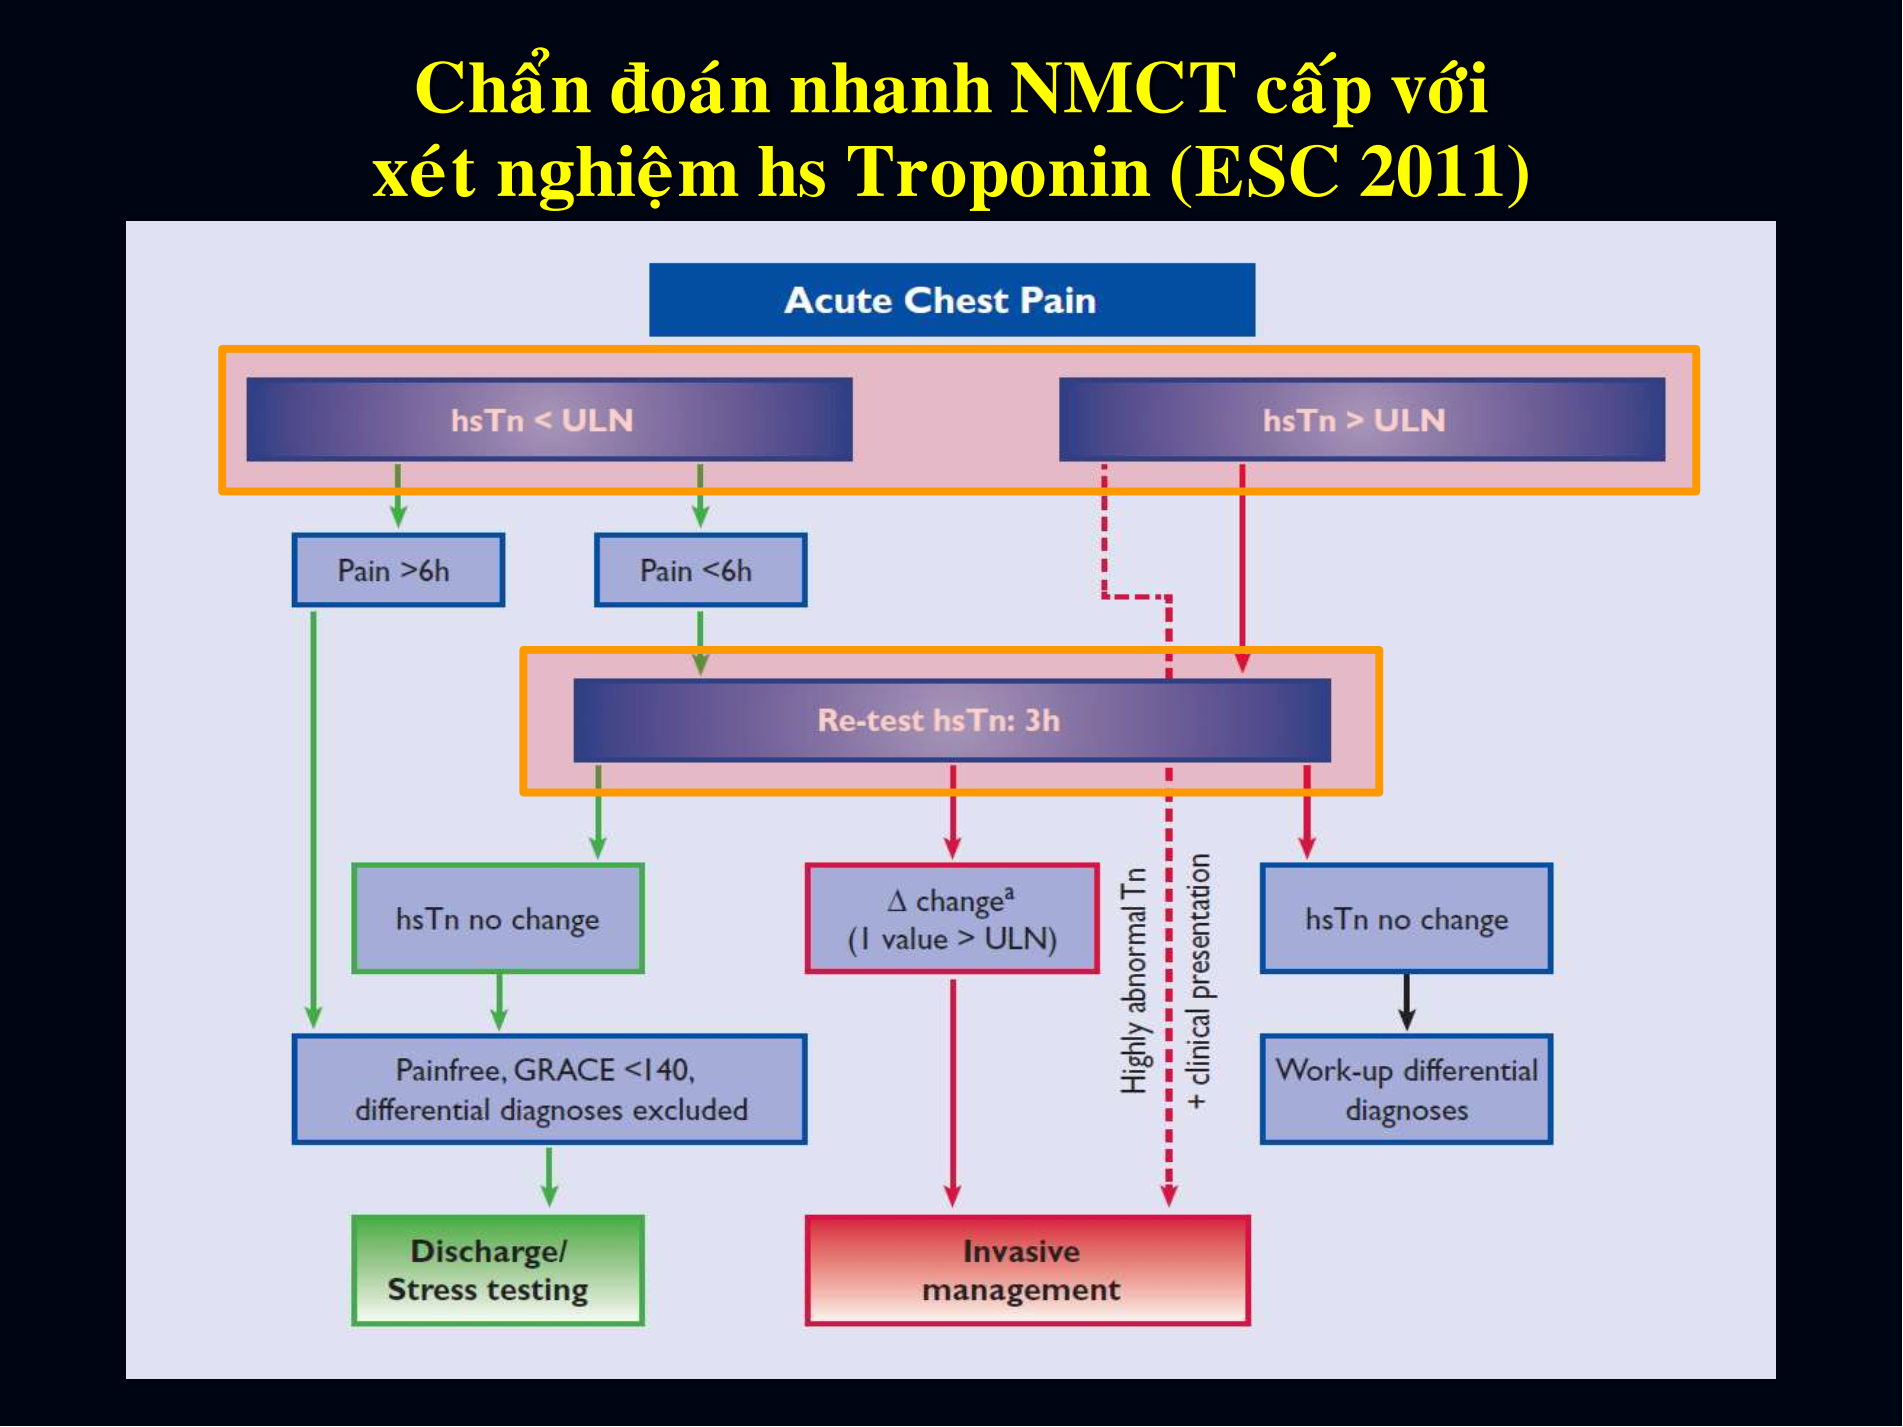 Chẩn đoán nhanh NMCT cấp với
xét nghiệm hs Troponin (ESC 2011)
Acute Chest Pain
hsTn < ULN
hsTn > ULN
Pain >6h
Pain <6h
Re-test hsTn: 3h
hsTn no change
Δ changeᵃ
(1 value > ULN)
Highly abnormal Tn
+ clinical presentation
hsTn no change
Painfree, GRACE <140,
differential diagnoses excluded
Work-up differential
diagnoses
Discharge/
Stress testing
Invasive
management